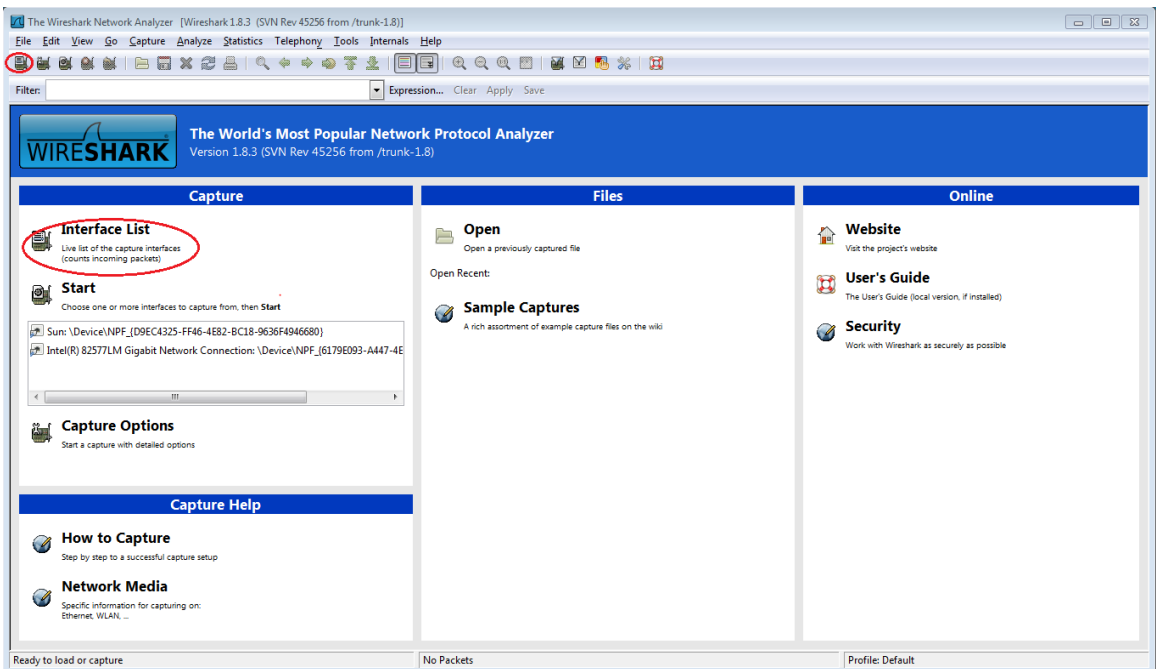 The Wireshark Network Analyzer [Wireshark 1.8.3 (SVN Rev 45256 from /trunk-1.8)]
File Edit View Go Capture Analyze Statistics Telephony Tools Internals Help
Filter: Expression... Clear Apply Save
WIRESHARK
The World's Most Popular Network Protocol Analyzer
Version 1.8.3 (SVN Rev 45256 from /trunk-1.8)
Capture
Interface List
Live list of the capture interfaces
(counts incoming packets)
Start
Choose one or more interfaces to capture from, then Start
Sun: \Device\NPF_{D9EC4325-FF46-4E82-BC18-9636F4946680}
Intel(R) 82577LM Gigabit Network Connection: \Device\NPF_{6179E093-A447-4E
Capture Options
Start a capture with detailed options
Capture Help
How to Capture
Step by step to a successful capture setup
Network Media
Specific information for capturing on:
Ethernet, WLAN, ...
Files
Open
Open a previously captured file
Open Recent:
Sample Captures
A rich assortment of example capture files on the wiki
Online
Website
Visit the project's website
User's Guide
The User's Guide (local version, if installed)
Security
Work with Wireshark as securely as possible
Ready to load or capture
No Packets
Profile: Default